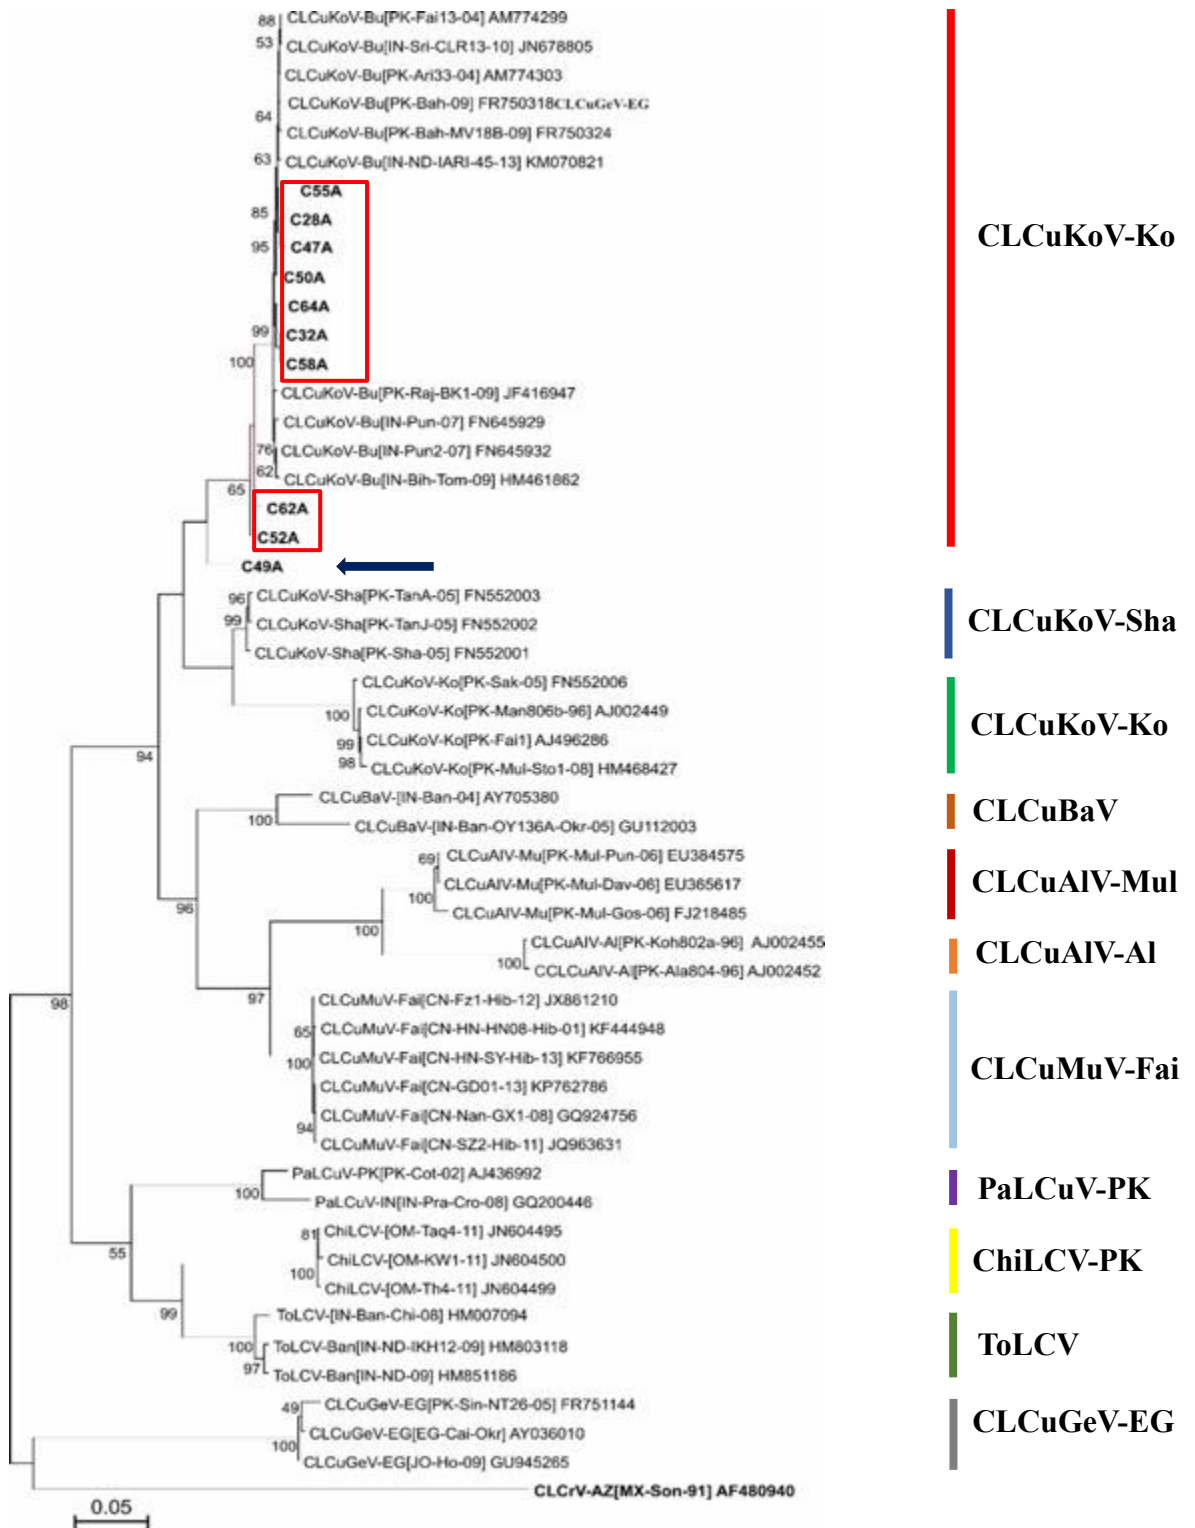 88
CLCuKoV-Bu[PK-Fai13-04] AM774299
53
CLCuKoV-Bu[IN-Sri-CLR13-10] JN678805
CLCuKoV-Bu[PK-Ari33-04] AM774303
CLCuKoV-Bu[PK-Bah-09] FR750318CLCuGeV-EG
64
CLCuKoV-Bu[PK-Bah-MV18B-09] FR750324
63
CLCuKoV-Bu[IN-ND-IARI-45-13] KM070821
C55A
85
C28A
CLCuKoV-Ko
95
C47A
C50A
C64A
99
C32A
100
C58A
CLCuKoV-Bu[PK-Raj-BK1-09] JF416947
CLCuKoV-Bu[IN-Pun-07] FN645929
76
CLCuKoV-Bu[IN-Pun2-07] FN645932
62
CLCuKoV-Bu[IN-Bih-Tom-09] HM461862
65
C62A
C52A
C49A
96
CLCuKoV-Sha[PK-TanA-05] FN552003
99
CLCuKoV-Sha[PK-TanJ-05] FN552002
CLCuKoV-Sha
CLCuKoV-Sha[PK-Sha-05] FN552001
CLCuKoV-Ko[PK-Sak-05] FN552006
100
CLCuKoV-Ko[PK-Man806b-96] AJ002449
CLCuKoV-Ko
99
CLCuKoV-Ko[PK-Fai1] AJ496286
94
98
CLCuKoV-Ko[PK-Mul-Sto1-08] HM468427
CLCuBaV-[IN-Ban-04] AY705380
CLCuBaV
100
CLCuBaV-[IN-Ban-OY136A-Okr-05] GU112003
69
CLCuAlV-Mu[PK-Mul-Pun-06] EU384575
CLCuAlV-Mu[PK-Mul-Dav-06] EU365617
CLCuAlV-Mul
100
96
CLCuAlV-Mu[PK-Mul-Gos-06] FJ218485
100
CLCuAlV-Al[PK-Koh802a-96] AJ002455
CLCuAlV-Al
100
CCLCuAlV-Al[PK-Ala804-96] AJ002452
98
97
CLCuMuV-Fai[CN-Fz1-Hib-12] JX861210
65
CLCuMuV-Fai[CN-HN-HN08-Hib-01] KF444948
100
CLCuMuV-Fai[CN-HN-SY-Hib-13] KF766955
CLCuMuV-Fai
CLCuMuV-Fai[CN-GD01-13] KP762786
CLCuMuV-Fai[CN-Nan-GX1-08] GQ924756
94
CLCuMuV-Fai[CN-SZ2-Hib-11] JQ963631
PaLCuV-PK[PK-Cot-02] AJ436992
PaLCuV-PK
100
PaLCuV-IN[IN-Pra-Cro-08] GQ200446
81
ChiLCV-[OM-Taq4-11] JN604495
55
ChiLCV-[OM-KW1-11] JN604500
ChiLCV-PK
100
ChiLCV-[OM-Th4-11] JN604499
99
ToLCV-[IN-Ban-Chi-08] HM007094
100
ToLCV-Ban[IN-ND-IKH12-09] HM803118
ToLCV
97
ToLCV-Ban[IN-ND-09] HM851186
49
CLCuGeV-EG[PK-Sin-NT26-05] FR751144
CLCuGeV-EG
CLCuGeV-EG[EG-Cai-Okr] AY036010
100
CLCuGeV-EG[JO-Ho-09] GU945265
CLCrV-AZ[MX-Son-91] AF480940
0.05